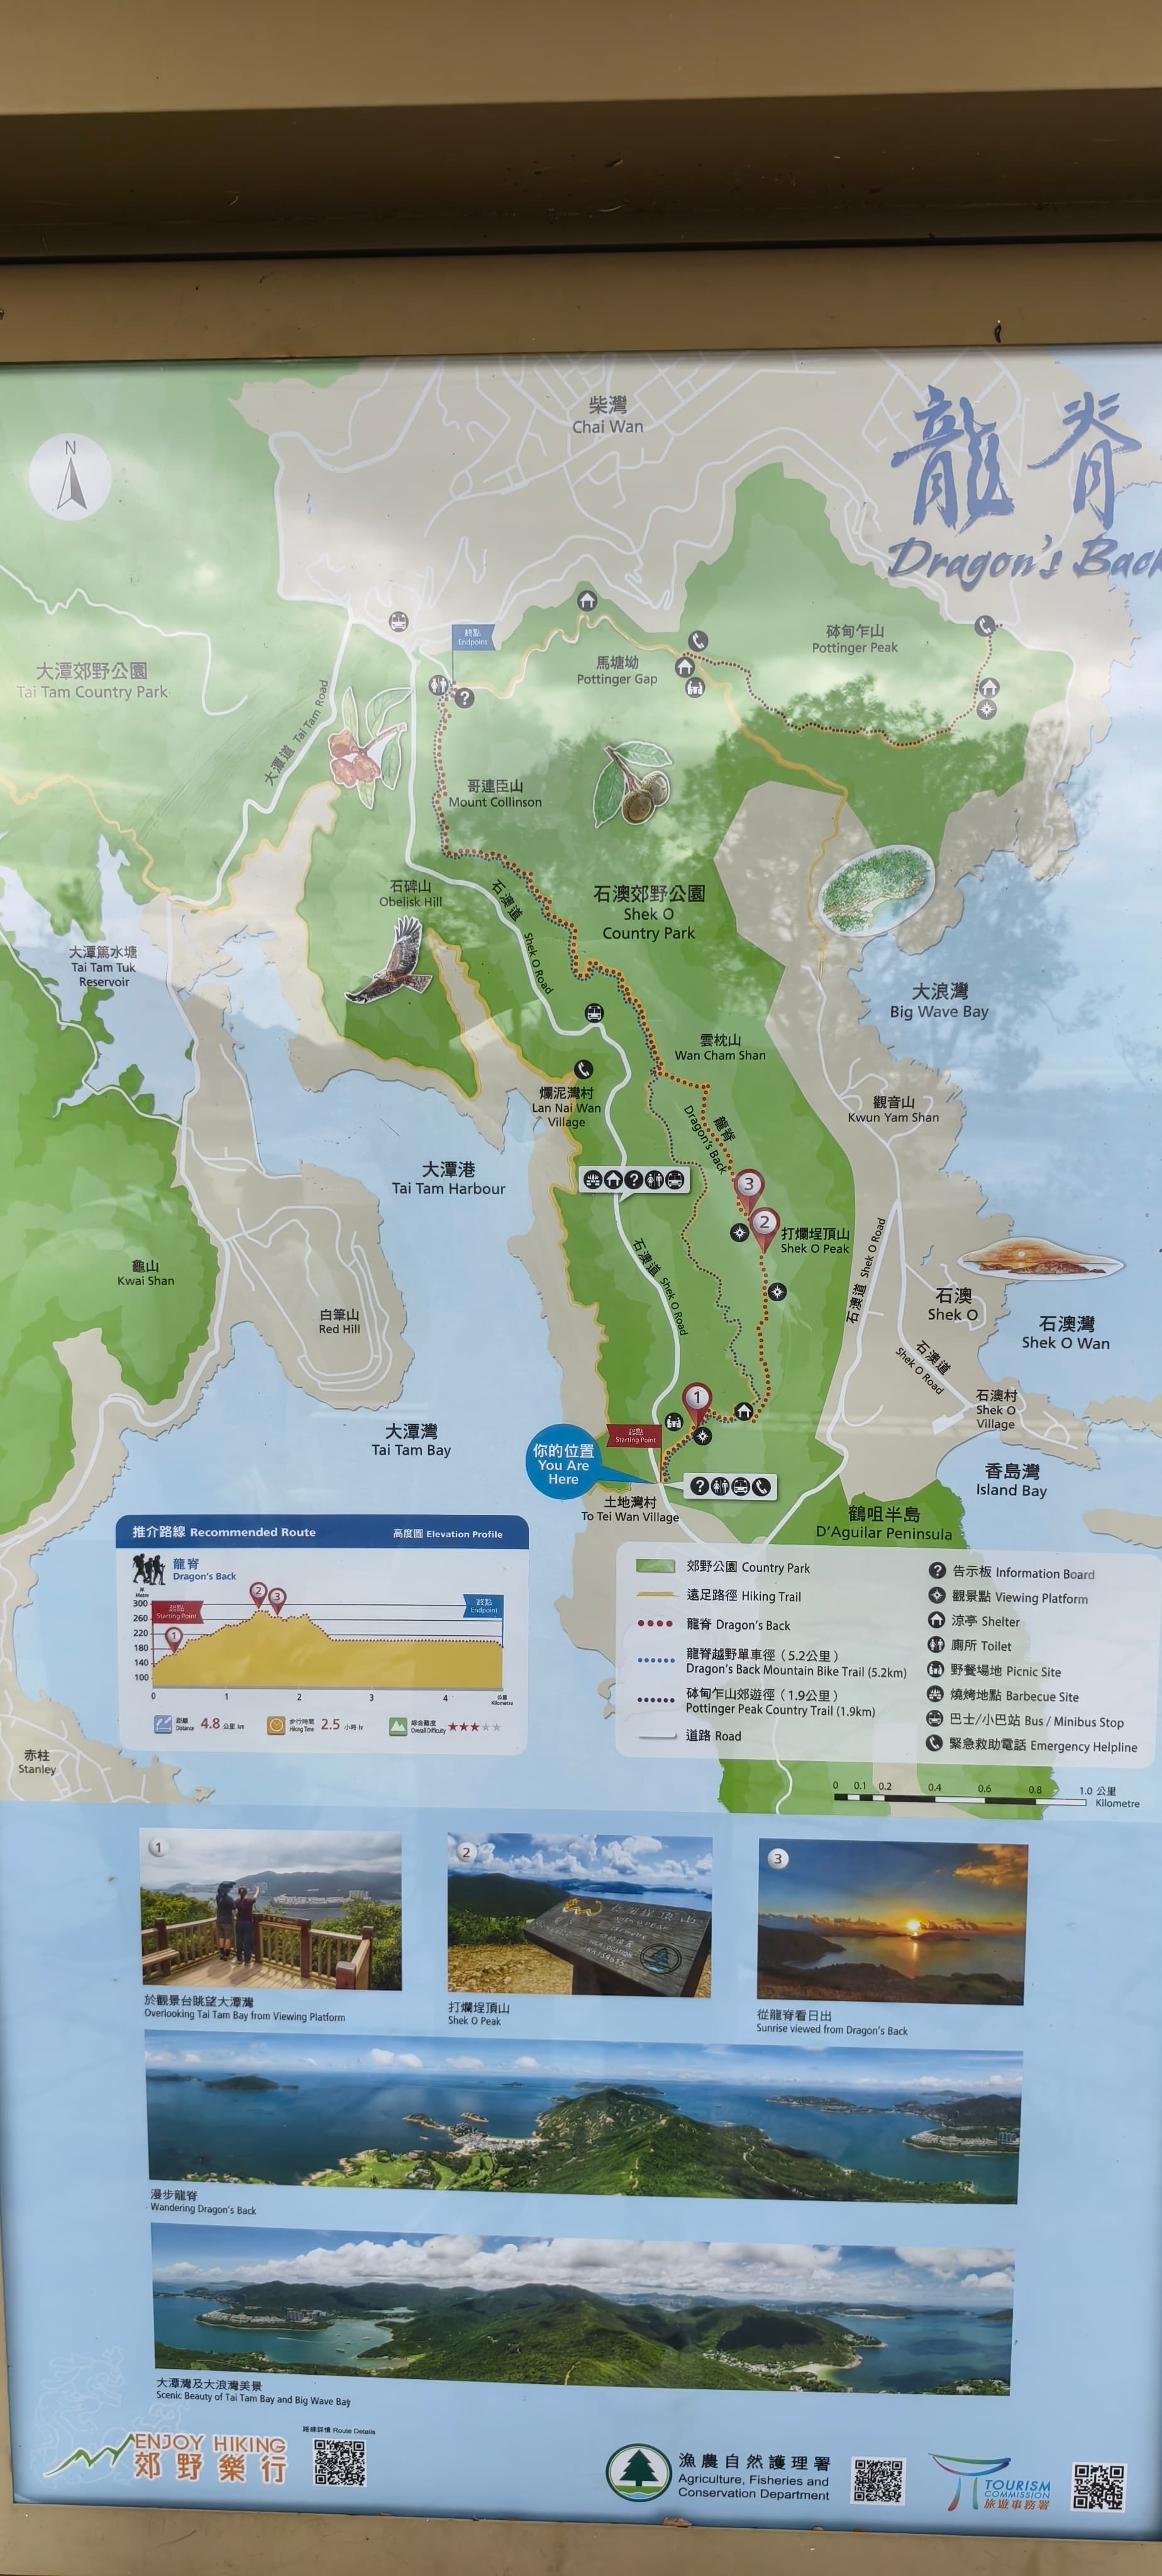 龍脊
Dragon's Back
N
柴灣
Chai Wan
終點
Endpoint
砵甸乍山
Pottinger Peak
馬塘坳
Pottinger Gap
大潭郊野公園
Tai Tam Country Park
大潭道 Tai Tam Road
哥連臣山
Mount Collinson
石碑山
Obelisk Hill
石澳道 Shek O Road
石澳郊野公園
Shek O
Country Park
大潭篤水塘
Tai Tam Tuk
Reservoir
大浪灣
Big Wave Bay
雲枕山
Wan Cham Shan
爛泥灣村
Lan Nai Wan
Village
觀音山
Kwun Yam Shan
龍脊
Dragon's Back
大潭港
Tai Tam Harbour
3
2
打爛埕頂山
Shek O Peak
龜山
Kwai Shan
石澳道 Shek O Road
石澳道 Shek O Road
白筆山
Red Hill
石澳
Shek O
石澳灣
Shek O Wan
石澳道
Shek O Road
石澳村
Shek O
Village
1
大潭灣
Tai Tam Bay
起點
Starting Point
你的位置
You Are
Here
香島灣
Island Bay
土地灣村
To Tei Wan Village
鶴咀半島
D'Aguilar Peninsula
赤柱
Stanley
推介路線 Recommended Route
高度圖 Elevation Profile
龍脊
Dragon's Back
米
Metre
300
260
220
180
140
100
起點
Starting Point
1
2
3
終點
Endpoint
0 1 2 3 4 公里
Kilometre
距離
Distance 4.8 公里 km
步行時間
Hiking Time 2.5 小時 hr
綜合難度
Overall Difficulty
郊野公園 Country Park
遠足路徑 Hiking Trail
龍脊 Dragon's Back
龍脊越野單車徑（5.2公里）
Dragon's Back Mountain Bike Trail (5.2km)
砵甸乍山郊遊徑（1.9公里）
Pottinger Peak Country Trail (1.9km)
道路 Road
告示板 Information Board
觀景點 Viewing Platform
涼亭 Shelter
廁所 Toilet
野餐場地 Picnic Site
燒烤地點 Barbecue Site
巴士/小巴站 Bus / Minibus Stop
緊急救助電話 Emergency Helpline
0 0.1 0.2 0.4 0.6 0.8 1.0 公里
Kilometre
1
於觀景台眺望大潭灣
Overlooking Tai Tam Bay from Viewing Platform
2
打爛埕頂山
Shek O Peak
3
從龍脊看日出
Sunrise viewed from Dragon's Back
漫步龍脊
Wandering Dragon's Back
大潭灣及大浪灣美景
Scenic Beauty of Tai Tam Bay and Big Wave Bay
ENJOY HIKING
郊野樂行
路線詳情 Route Details
漁農自然護理署
Agriculture, Fisheries and
Conservation Department
TOURISM
COMMISSION
旅遊事務署